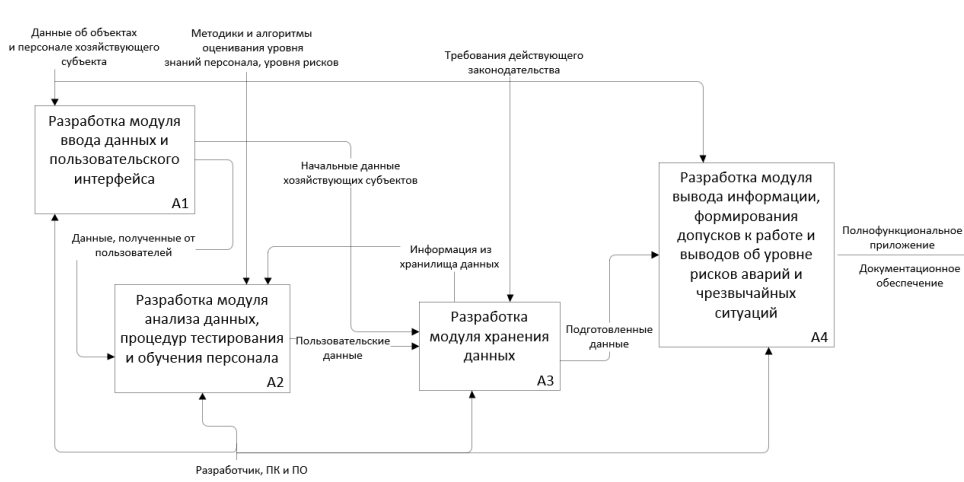 Данные об объектах
и персонале хозяйствующего
субъекта
Методики и алгоритмы
оценивания уровня
знаний персонала, уровня рисков
Требования действующего
законодательства
Разработка модуля
ввода данных и
пользовательского
интерфейса
A1
Начальные данные
хозяйствующих субъектов
Разработка модуля
вывода информации,
формирования
допусков к работе и
выводов об уровне
рисков аварий и
чрезвычайных
ситуаций
A4
Полнофункциональное
приложение
Документационное
обеспечение
Данные, полученные от
пользователей
Информация из
хранилища данных
Разработка модуля
анализа данных,
процедур тестирования
и обучения персонала
A2
Пользовательские
данные
Разработка
модуля хранения
данных
A3
Подготовленные
данные
Разработчик, ПК и ПО